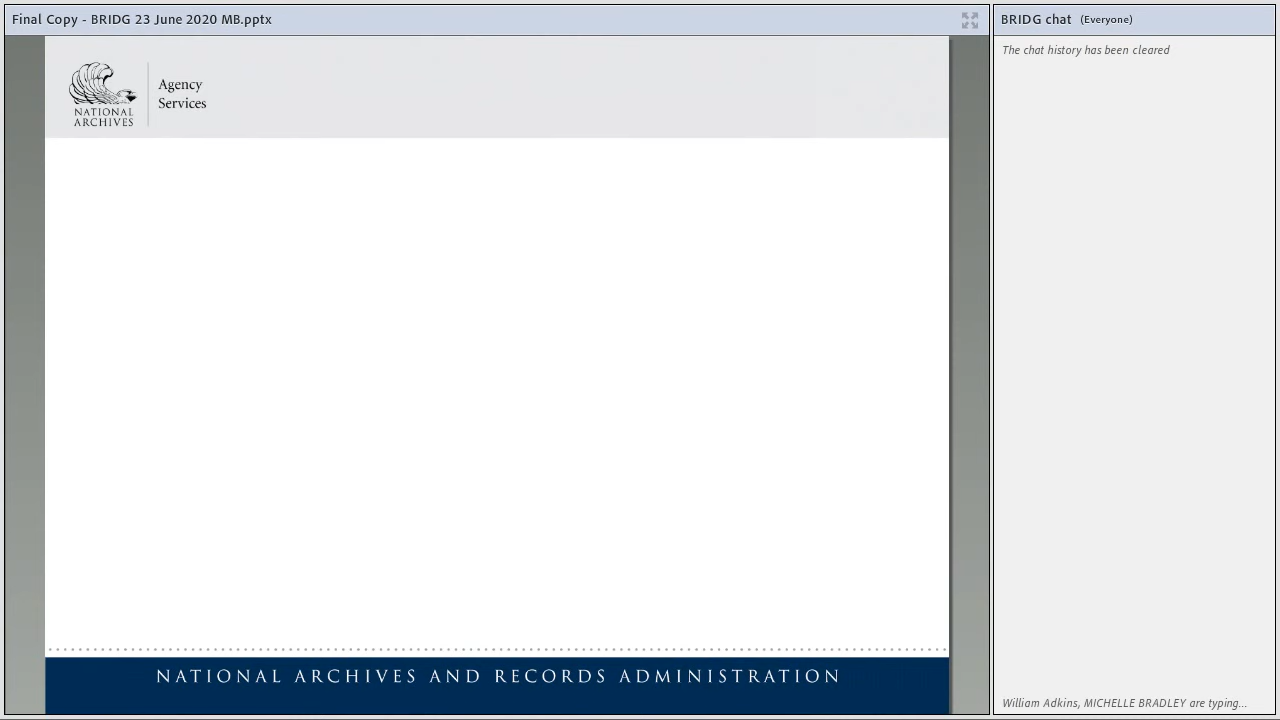 Final Copy - BRIDG 23 June 2020 MB.pptx
NATIONAL
ARCHIVES
Agency
Services
NATIONAL ARCHIVES AND RECORDS ADMINISTRATION
BRIDG chat (Everyone)
The chat history has been cleared
William Adkins, MICHELLE BRADLEY are typing...